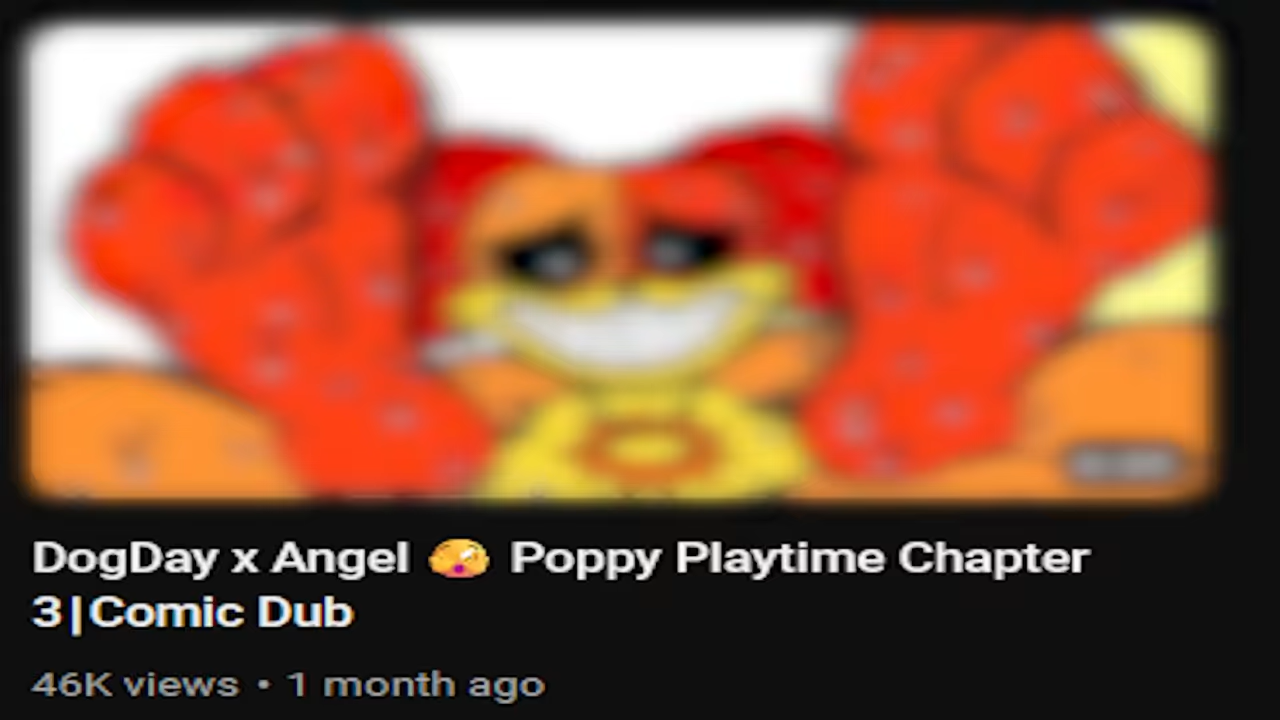 DogDay x Angel 🫣 Poppy Playtime Chapter
3|Comic Dub
46K views • 1 month ago